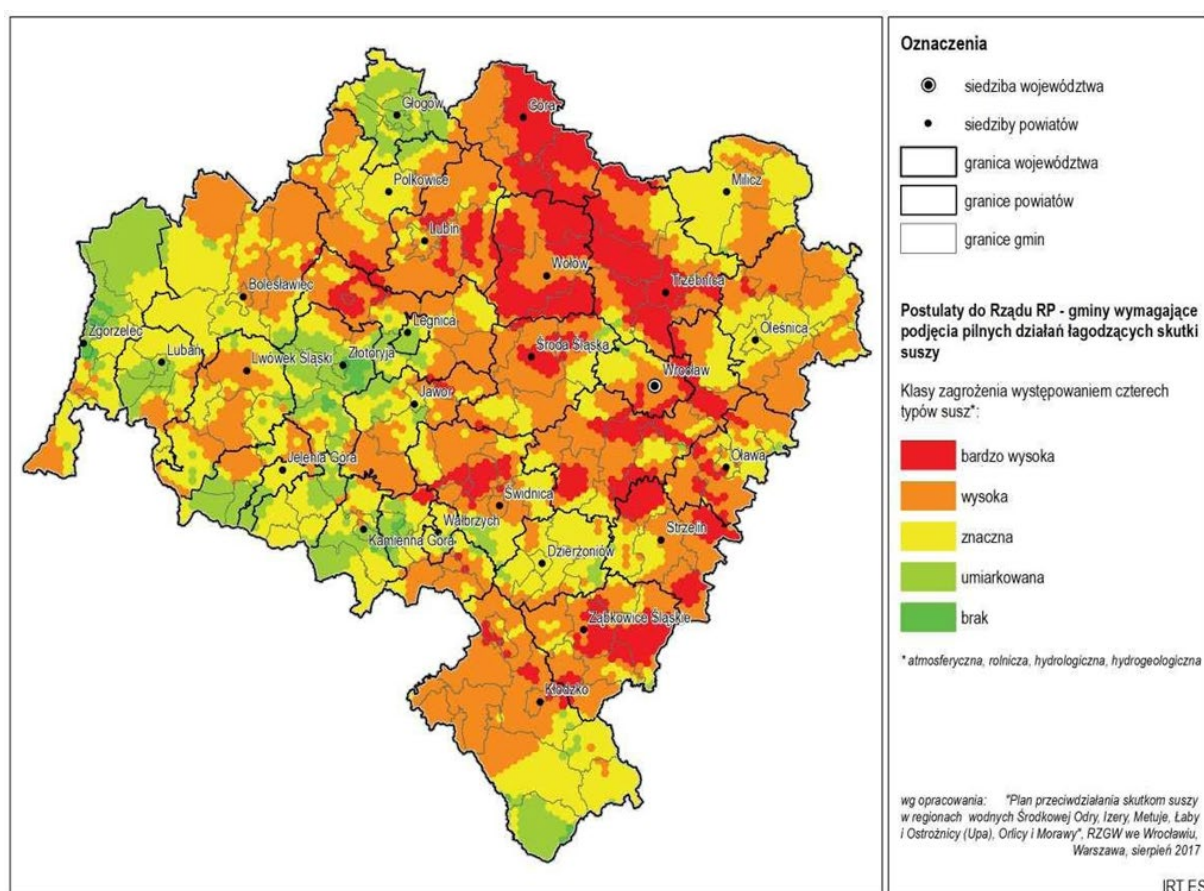 Oznaczenia
siedziba województwa
siedziby powiatów
granica województwa
granice powiatów
granice gmin
Postulaty do Rządu RP - gminy wymagające
podjęcia pilnych działań łagodzących skutki
suszy
Klasy zagrożenia występowaniem czterech
typów susz*:
bardzo wysoka
wysoka
znaczna
umiarkowana
brak
* atmosferyczna, rolnicza, hydrologiczna, hydrogeologiczna
wg opracowania: "Plan przeciwdziałania skutkom suszy
w regionach wodnych Środkowej Odry, Izery, Metuje, Łaby
i Ostrożnicy (Upa), Orlicy i Morawy", RZGW we Wrocławiu,
Warszawa, sierpień 2017
IRT ES
Głogów
Góra
Polkowice
Milicz
Lubin
Wołów
Bolesławiec
Trzebnica
Legnica
Oleśnica
Zgorzelec
Lubań
Lwówek Śląski
Złotoryja
Środa Śląska
Wrocław
Jawor
Jelenia Góra
Oława
Świdnica
Kamienna Góra
Wałbrzych
Strzelin
Dzierżoniów
Ząbkowice Śląskie
Kłodzko